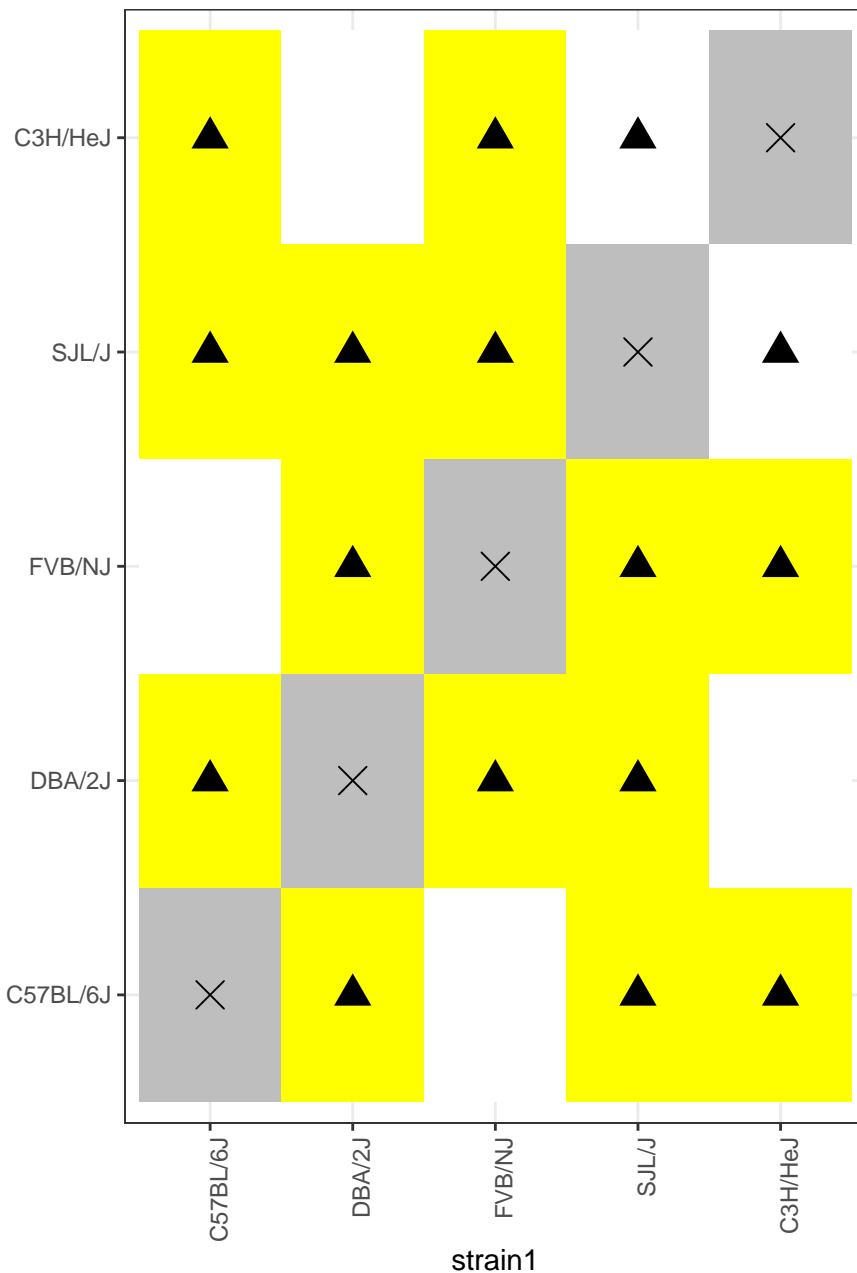 C3H/HeJ
SJL/J
FVB/NJ
DBA/2J
C57BL/6J
C57BL/6J
DBA/2J
FVB/NJ
SJL/J
C3H/HeJ
strain1